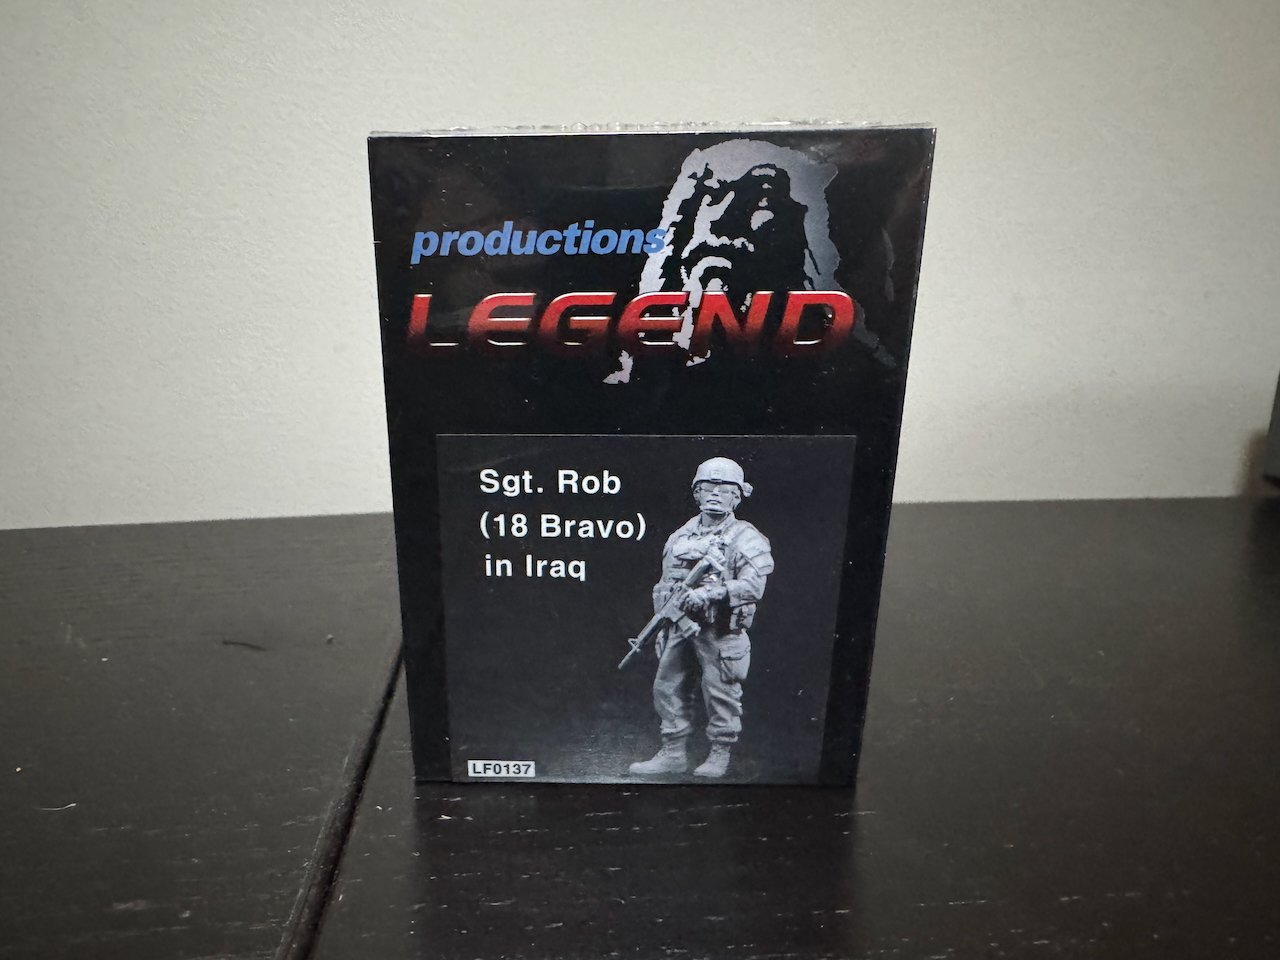 productions
LEGEND
Sgt. Rob
(18 Bravo)
in Iraq
LF0137